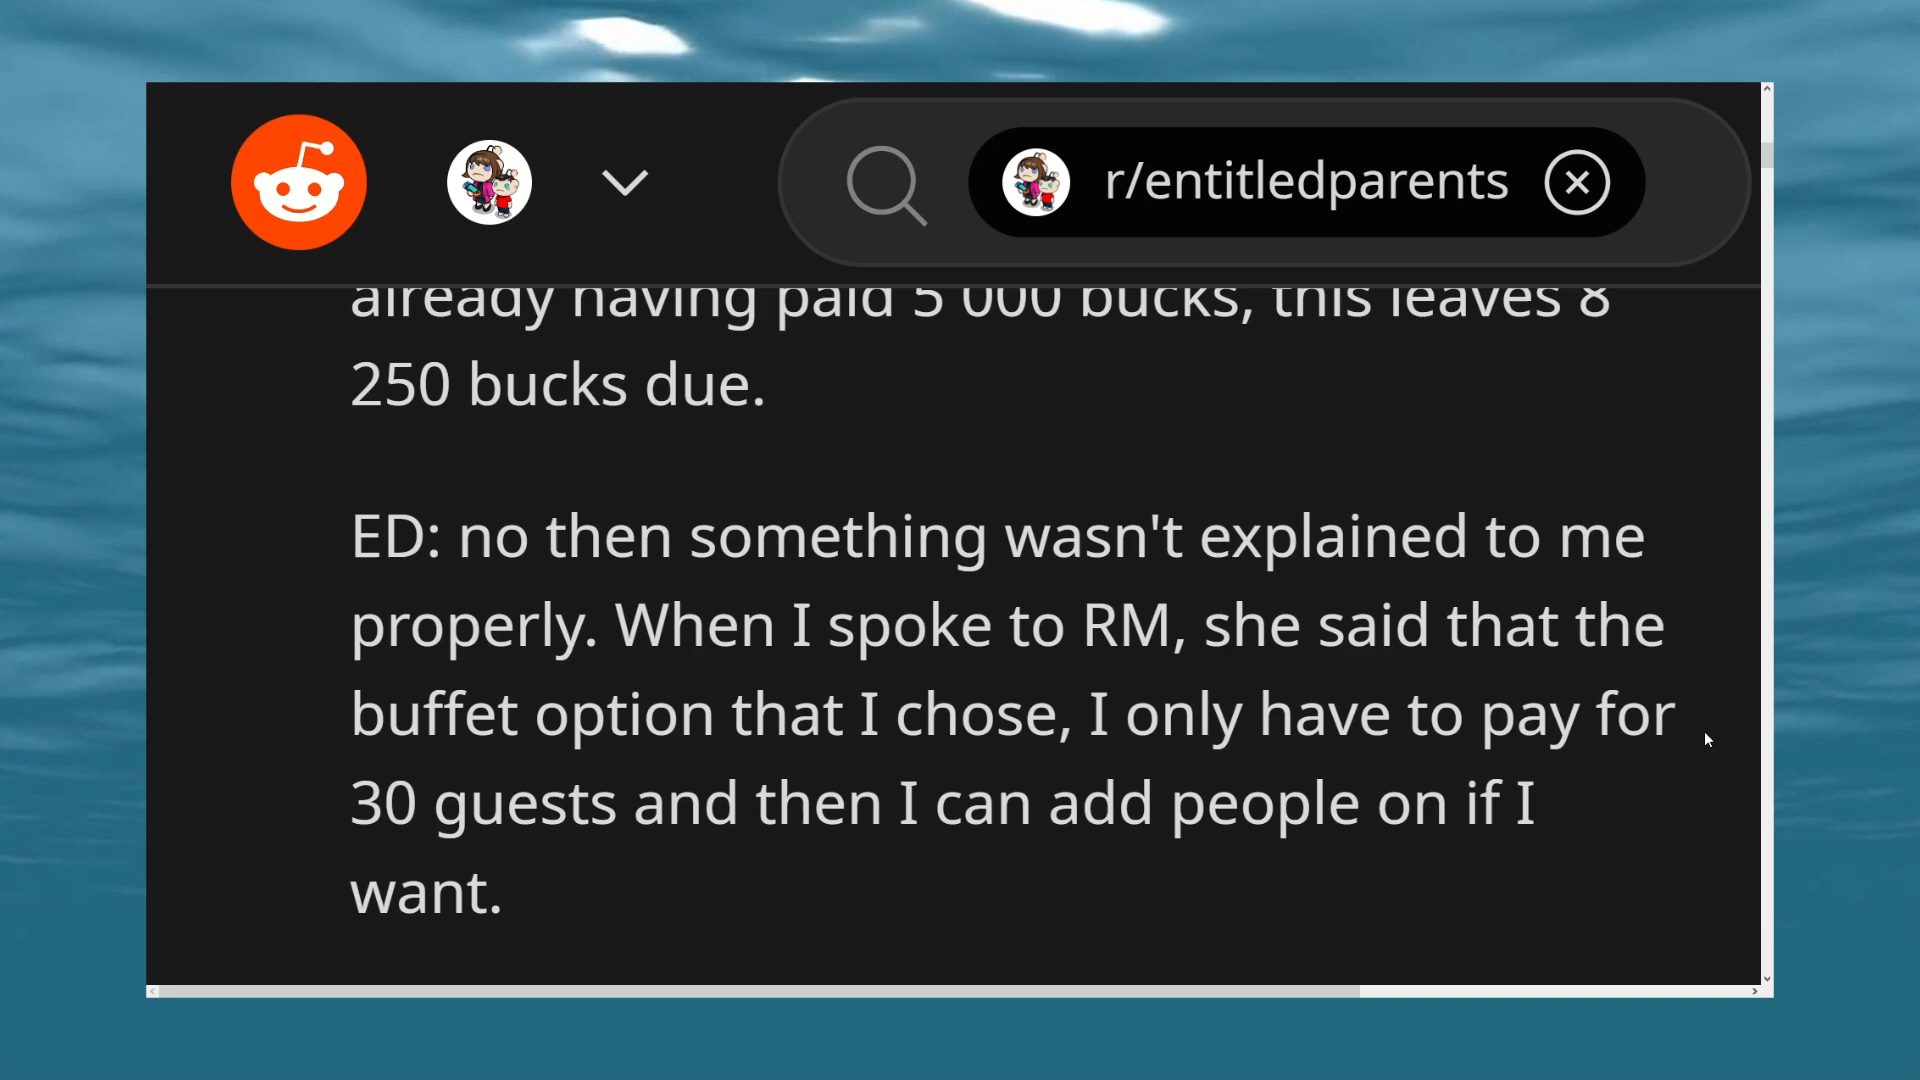 r/entitledparents
already having paid 5 000 bucks, this leaves 8
250 bucks due.
ED: no then something wasn't explained to me
properly. When I spoke to RM, she said that the
buffet option that I chose, I only have to pay for
30 guests and then I can add people on if I
want.